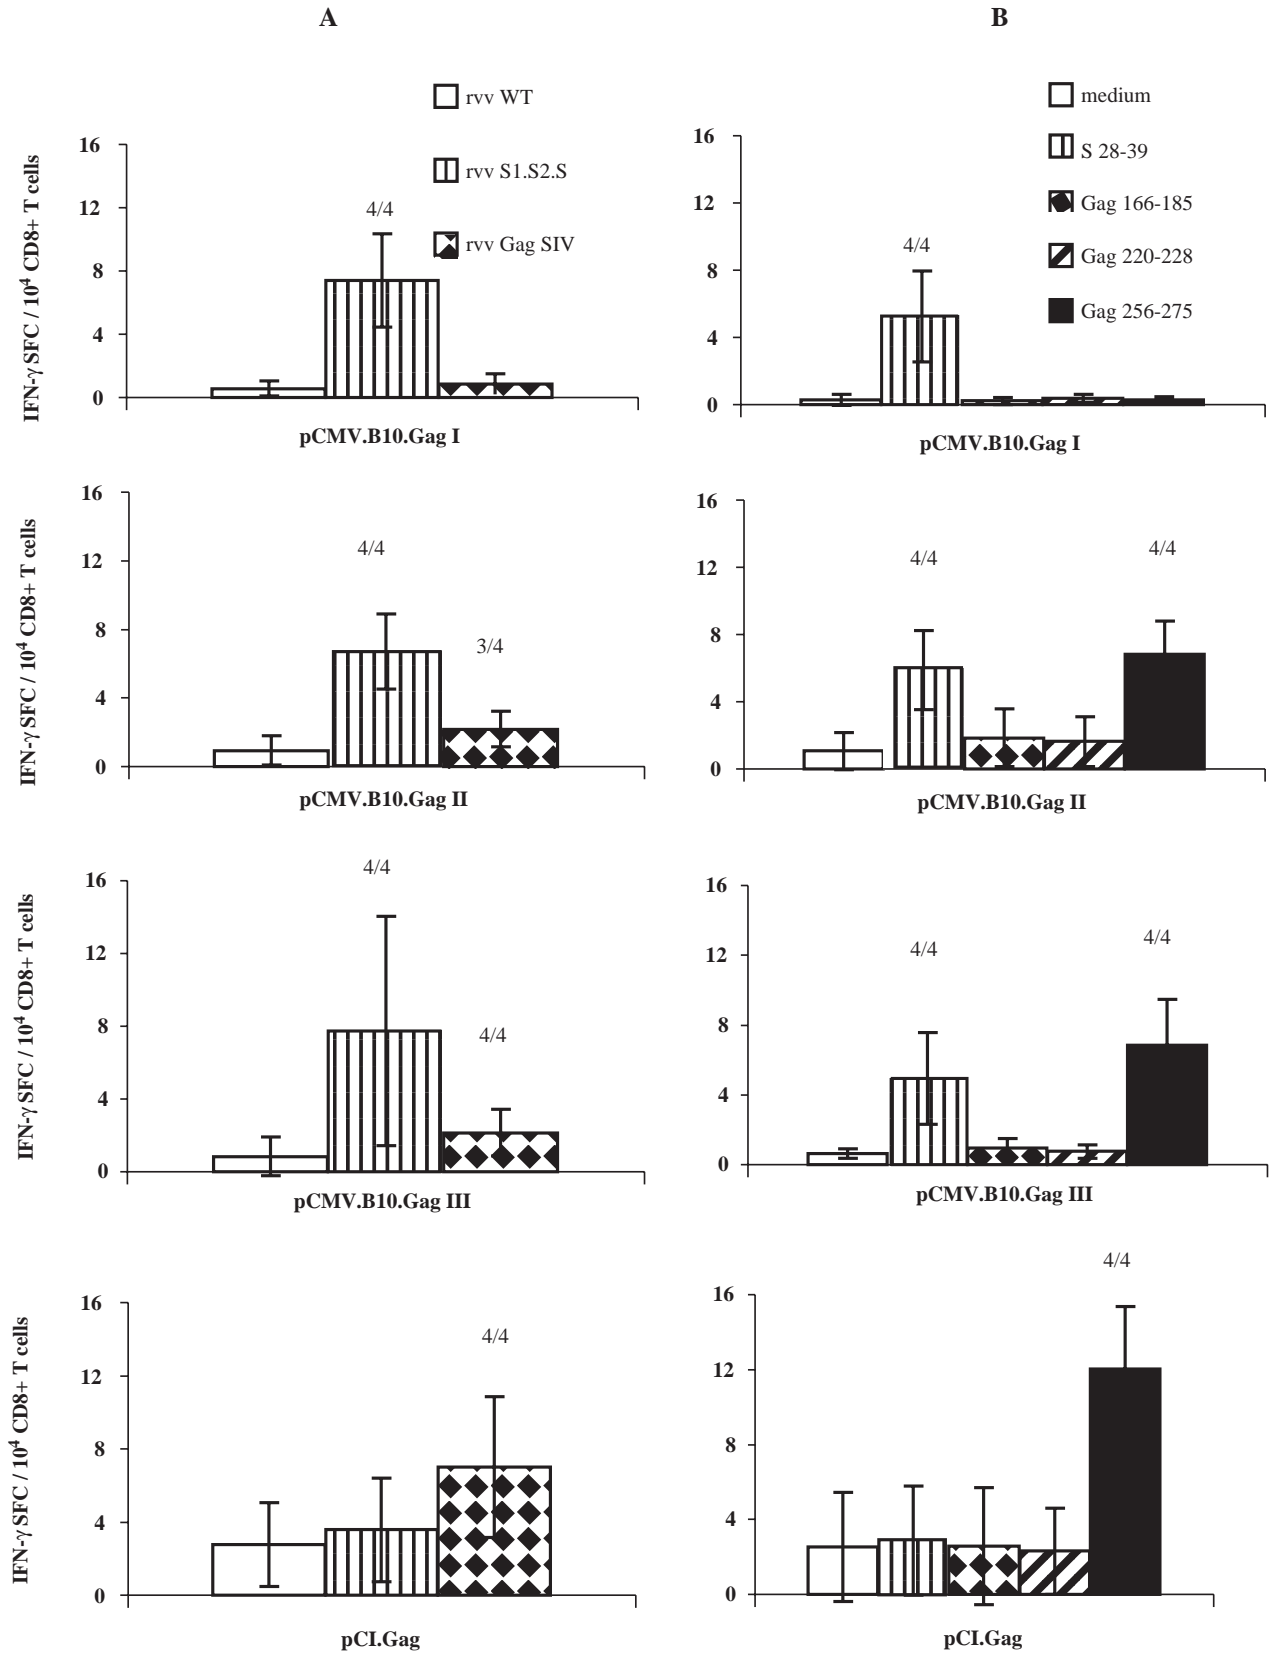 A
B
rvv WT
rvv S1.S2.S
rvv Gag SIV
medium
S 28-39
Gag 166-185
Gag 220-228
Gag 256-275
IFN-γ SFC / 10⁴ CD8+ T cells
16
12
8
4
0
4/4
pCMV.B10.Gag I
16
12
8
4
0
4/4
pCMV.B10.Gag I
IFN-γ SFC / 10⁴ CD8+ T cells
16
12
8
4
0
4/4
3/4
pCMV.B10.Gag II
16
12
8
4
0
4/4
4/4
pCMV.B10.Gag II
IFN-γ SFC / 10⁴ CD8+ T cells
16
12
8
4
0
4/4
4/4
pCMV.B10.Gag III
16
12
8
4
0
4/4
4/4
pCMV.B10.Gag III
IFN-γ SFC / 10⁴ CD8+ T cells
16
12
8
4
0
4/4
pCI.Gag
16
12
8
4
0
4/4
pCI.Gag